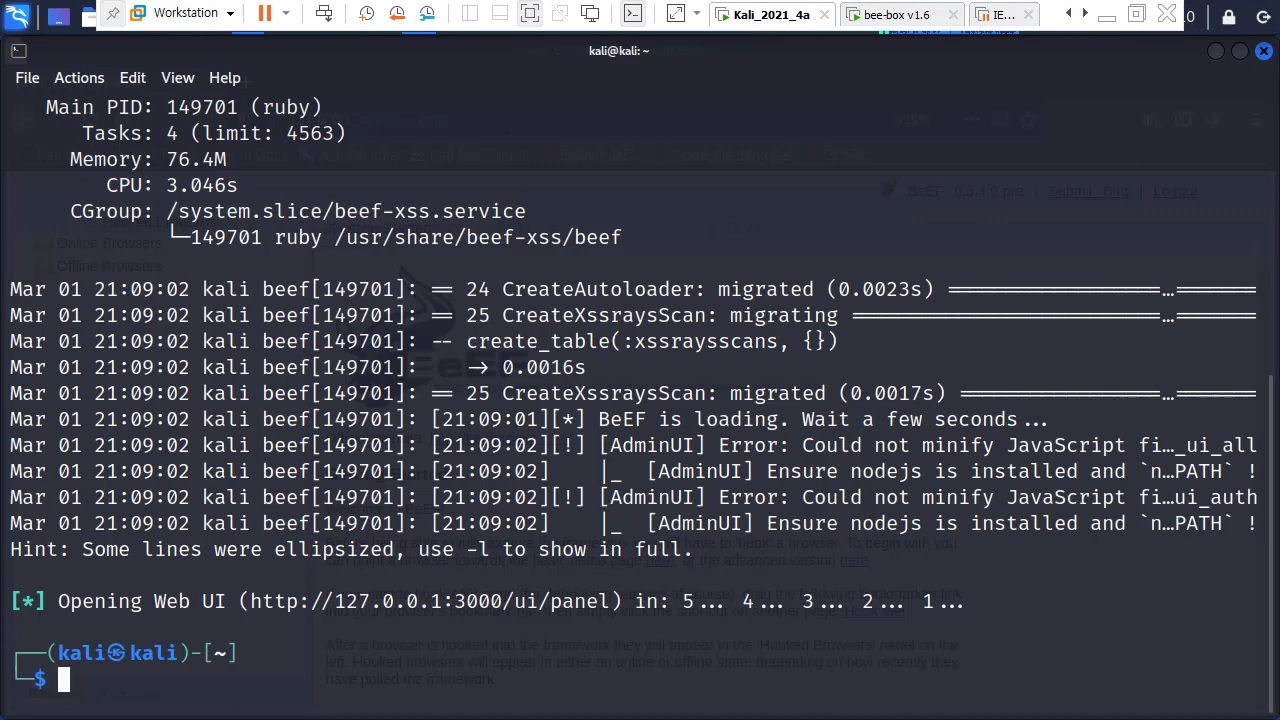 Workstation
Kali_2021_4a
bee-box v1.6
IE...
10
kali@kali: ~
File Actions Edit View Help
Main PID: 149701 (ruby)
Tasks: 4 (limit: 4563)
Memory: 76.4M
CPU: 3.046s
CGroup: /system.slice/beef-xss.service
└─149701 ruby /usr/share/beef-xss/beef
Mar 01 21:09:02 kali beef[149701]: == 24 CreateAutoloader: migrated (0.0023s) ==================…=======
Mar 01 21:09:02 kali beef[149701]: == 25 CreateXssraysScan: migrating ==========================…=======
Mar 01 21:09:02 kali beef[149701]: -- create_table(:xssraysscans, {})
Mar 01 21:09:02 kali beef[149701]:    -> 0.0016s
Mar 01 21:09:02 kali beef[149701]: == 25 CreateXssraysScan: migrated (0.0017s) =================…=======
Mar 01 21:09:02 kali beef[149701]: [21:09:01][*] BeEF is loading. Wait a few seconds...
Mar 01 21:09:02 kali beef[149701]: [21:09:02][!] [AdminUI] Error: Could not minify JavaScript fi…_ui_all
Mar 01 21:09:02 kali beef[149701]: [21:09:02]    |_  [AdminUI] Ensure nodejs is installed and `n…PATH` !
Mar 01 21:09:02 kali beef[149701]: [21:09:02][!] [AdminUI] Error: Could not minify JavaScript fi…ui_auth
Mar 01 21:09:02 kali beef[149701]: [21:09:02]    |_  [AdminUI] Ensure nodejs is installed and `n…PATH` !
Hint: Some lines were ellipsized, use -l to show in full.
[*] Opening Web UI (http://127.0.0.1:3000/ui/panel) in: 5... 4... 3... 2... 1...
┌──(kali㉿kali)-[~]
└─$